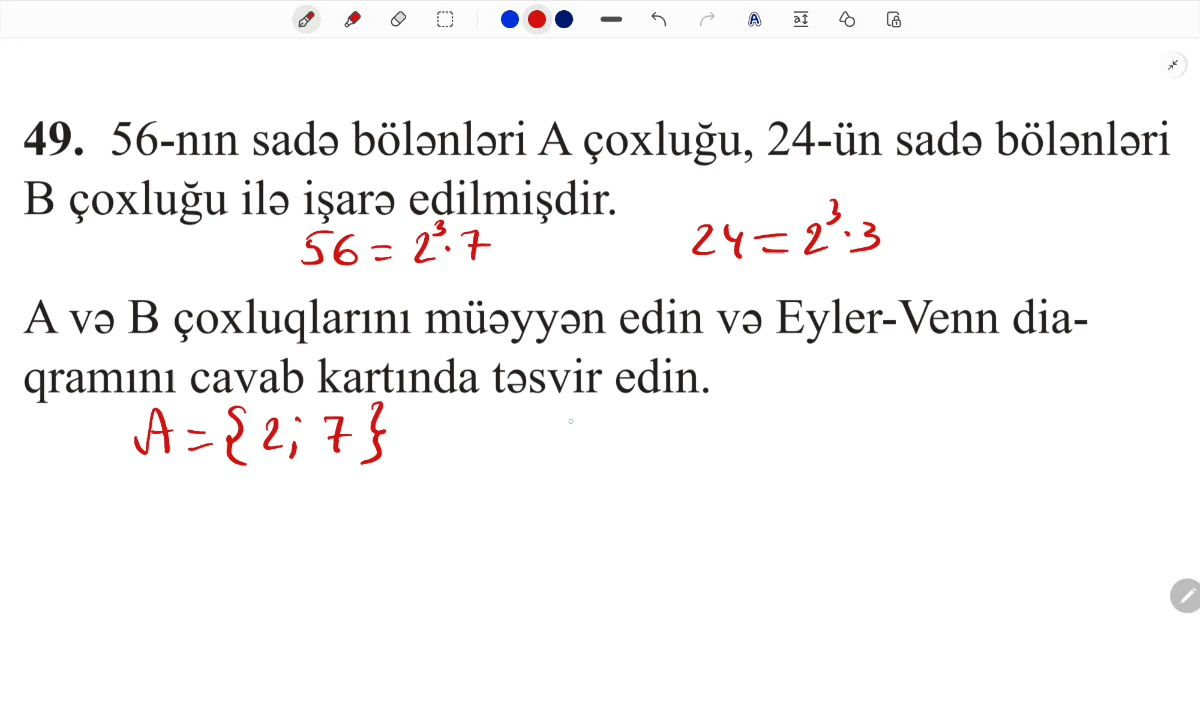 49. 56-nın sadə bölənləri A çoxluğu, 24-ün sadə bölənləri
B çoxluğu ilə işarə edilmişdir.
56 = 2³·7 24 = 2³·3
A və B çoxluqlarını müəyyən edin və Eyler-Venn dia-
qramını cavab kartında təsvir edin.
A = {2; 7}